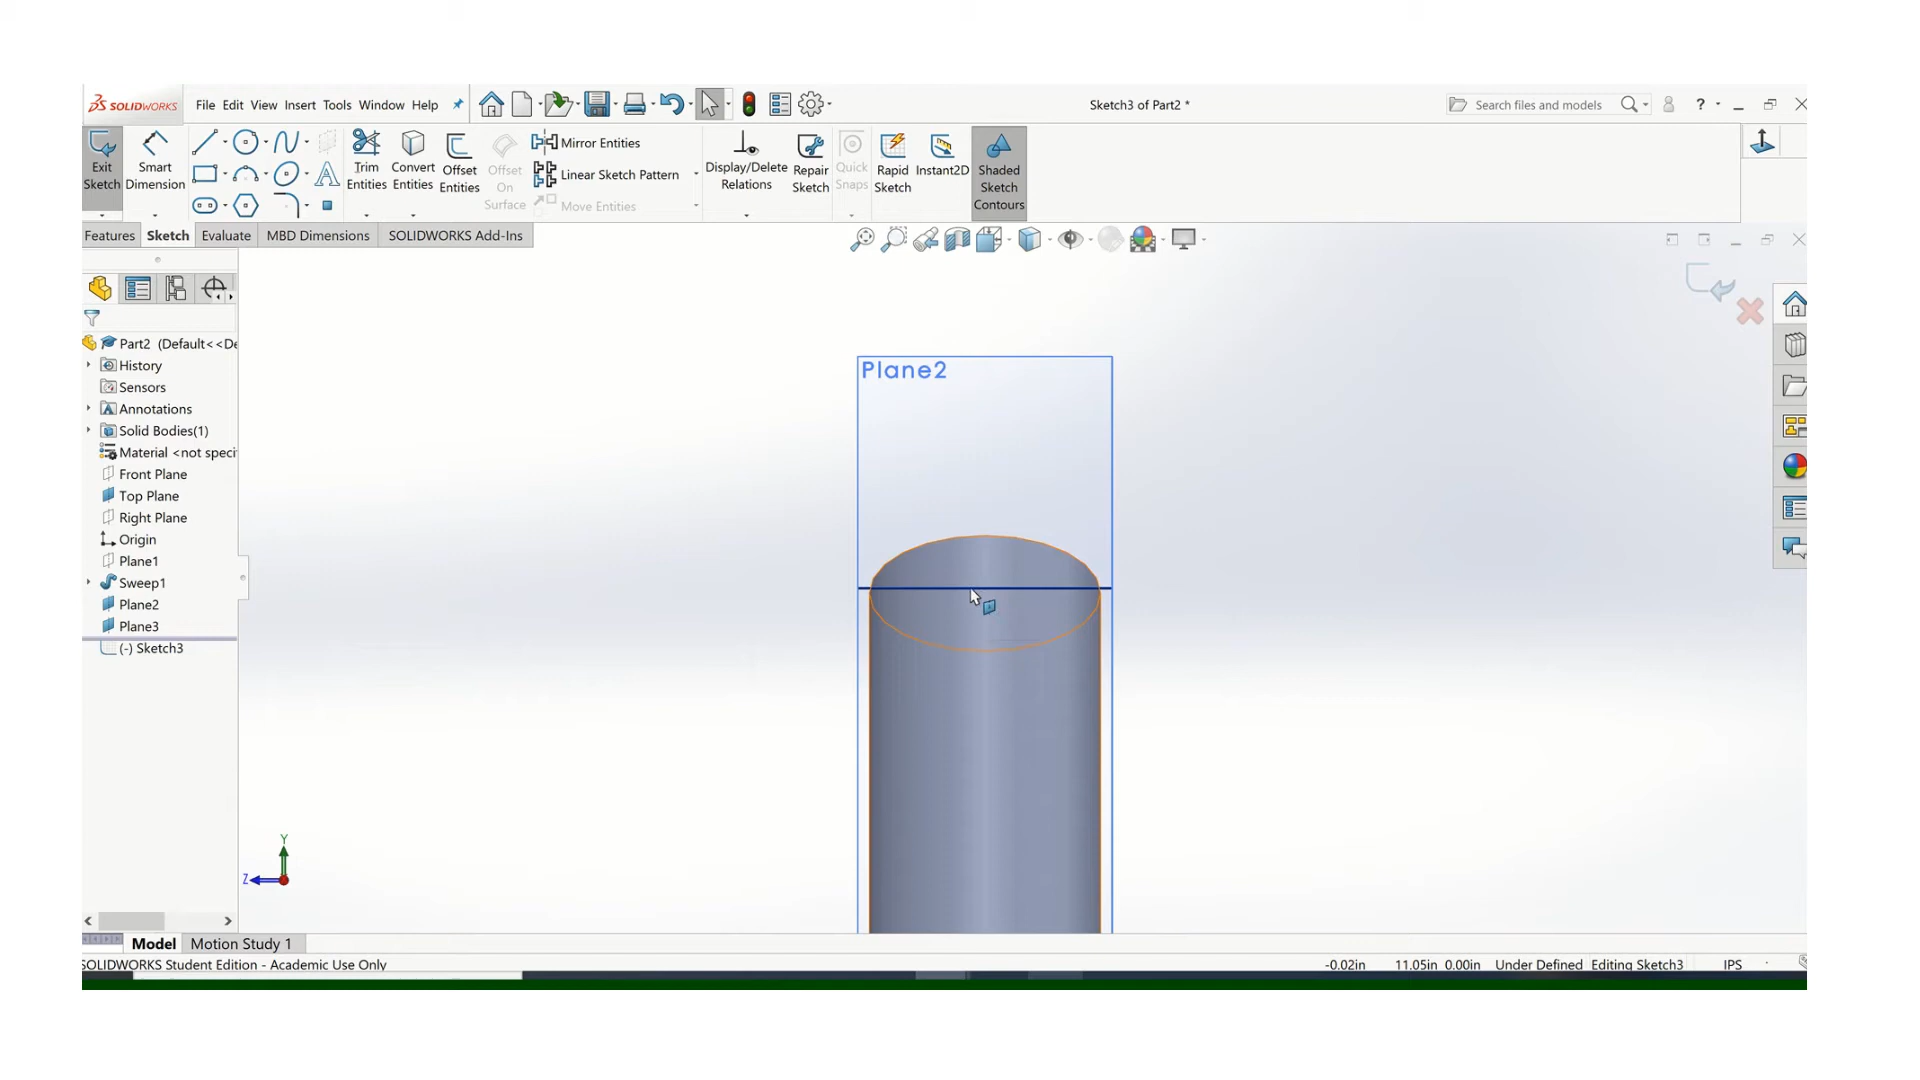 SOLIDWORKS File Edit View Insert Tools Window Help Sketch3 of Part2 * Search files and models ?
Exit Sketch
Smart Dimension
Trim Entities
Convert Entities
Offset Entities
Offset On Surface
Mirror Entities
Linear Sketch Pattern
Move Entities
Display/Delete Relations
Repair Sketch
Quick Snaps
Rapid Sketch
Instant2D
Shaded Sketch Contours
Features Sketch Evaluate MBD Dimensions SOLIDWORKS Add-Ins
Part2 (Default<<De
History
Sensors
Annotations
Solid Bodies(1)
Material <not speci
Front Plane
Top Plane
Right Plane
Origin
Plane1
Sweep1
Plane2
Plane3
(-) Sketch3
Plane2
Y
Z
Model Motion Study 1
SOLIDWORKS Student Edition - Academic Use Only -0.02in 11.05in 0.00in Under Defined Editing Sketch3 IPS